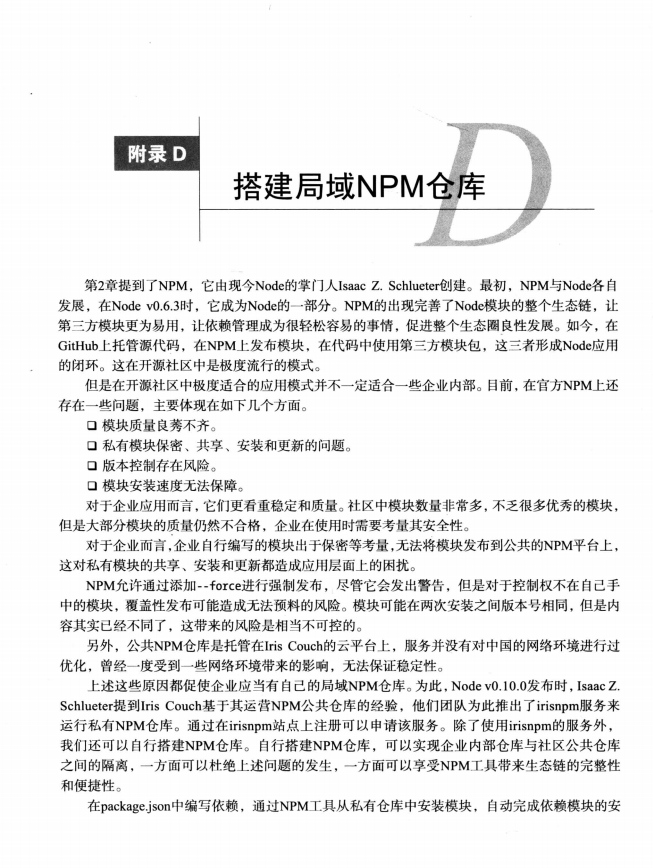 附录 D
D
搭建局域NPM仓库
第2章提到了NPM，它由现今Node的掌门人Isaac Z. Schlueter创建。最初，NPM与Node各自
发展，在Node v0.6.3时，它成为Node的一部分。NPM的出现完善了Node模块的整个生态链，让
第三方模块更为易用，让依赖管理成为很轻松容易的事情，促进整个生态圈良性发展。如今，在
GitHub上托管源代码，在NPM上发布模块，在代码中使用第三方模块包，这三者形成Node应用
的闭环。这在开源社区中是极度流行的模式。
但是在开源社区中极度适合的应用模式并不一定适合一些企业内部。目前，在官方NPM上还
存在一些问题，主要体现在如下几个方面。
❑ 模块质量良莠不齐。
❑ 私有模块保密、共享、安装和更新的问题。
❑ 版本控制存在风险。
❑ 模块安装速度无法保障。
对于企业应用而言，它们更看重稳定和质量。社区中模块数量非常多，不乏很多优秀的模块，
但是大部分模块的质量仍然不合格，企业在使用时需要考量其安全性。
对于企业而言，企业自行编写的模块出于保密等考量，无法将模块发布到公共的NPM平台上，
这对私有模块的共享、安装和更新都造成应用层面上的困扰。
NPM允许通过添加--force进行强制发布，尽管它会发出警告，但是对于控制权不在自己手
中的模块，覆盖性发布可能造成无法预料的风险。模块可能在两次安装之间版本号相同，但是内
容其实已经不同了，这带来的风险是相当不可控的。
另外，公共NPM仓库是托管在Iris Couch的云平台上，服务并没有对中国的网络环境进行过
优化，曾经一度受到一些网络环境带来的影响，无法保证稳定性。
上述这些原因都促使企业应当有自己的局域NPM仓库。为此，Node v0.10.0发布时，Isaac Z.
Schlueter提到Iris Couch基于其运营NPM公共仓库的经验，他们团队为此推出了irisnpm服务来
运行私有NPM仓库。通过在irisnpm站点上注册可以申请该服务。除了使用irisnpm的服务外，
我们还可以自行搭建NPM仓库。自行搭建NPM仓库，可以实现企业内部仓库与社区公共仓库
之间的隔离，一方面可以杜绝上述问题的发生，一方面可以享受NPM工具带来生态链的完整性
和便捷性。
在package.json中编写依赖，通过NPM工具从私有仓库中安装模块，自动完成依赖模块的安